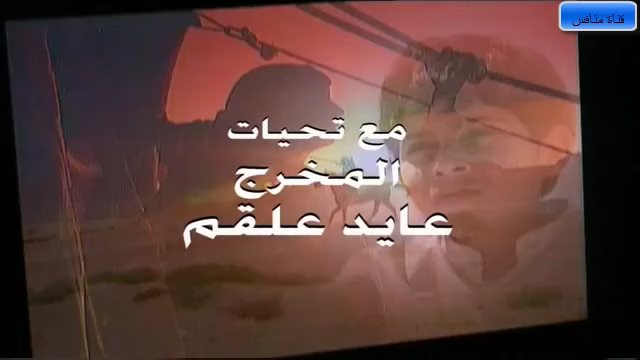 قناة منافس
مع تحيات
المخرج
عايد علقم